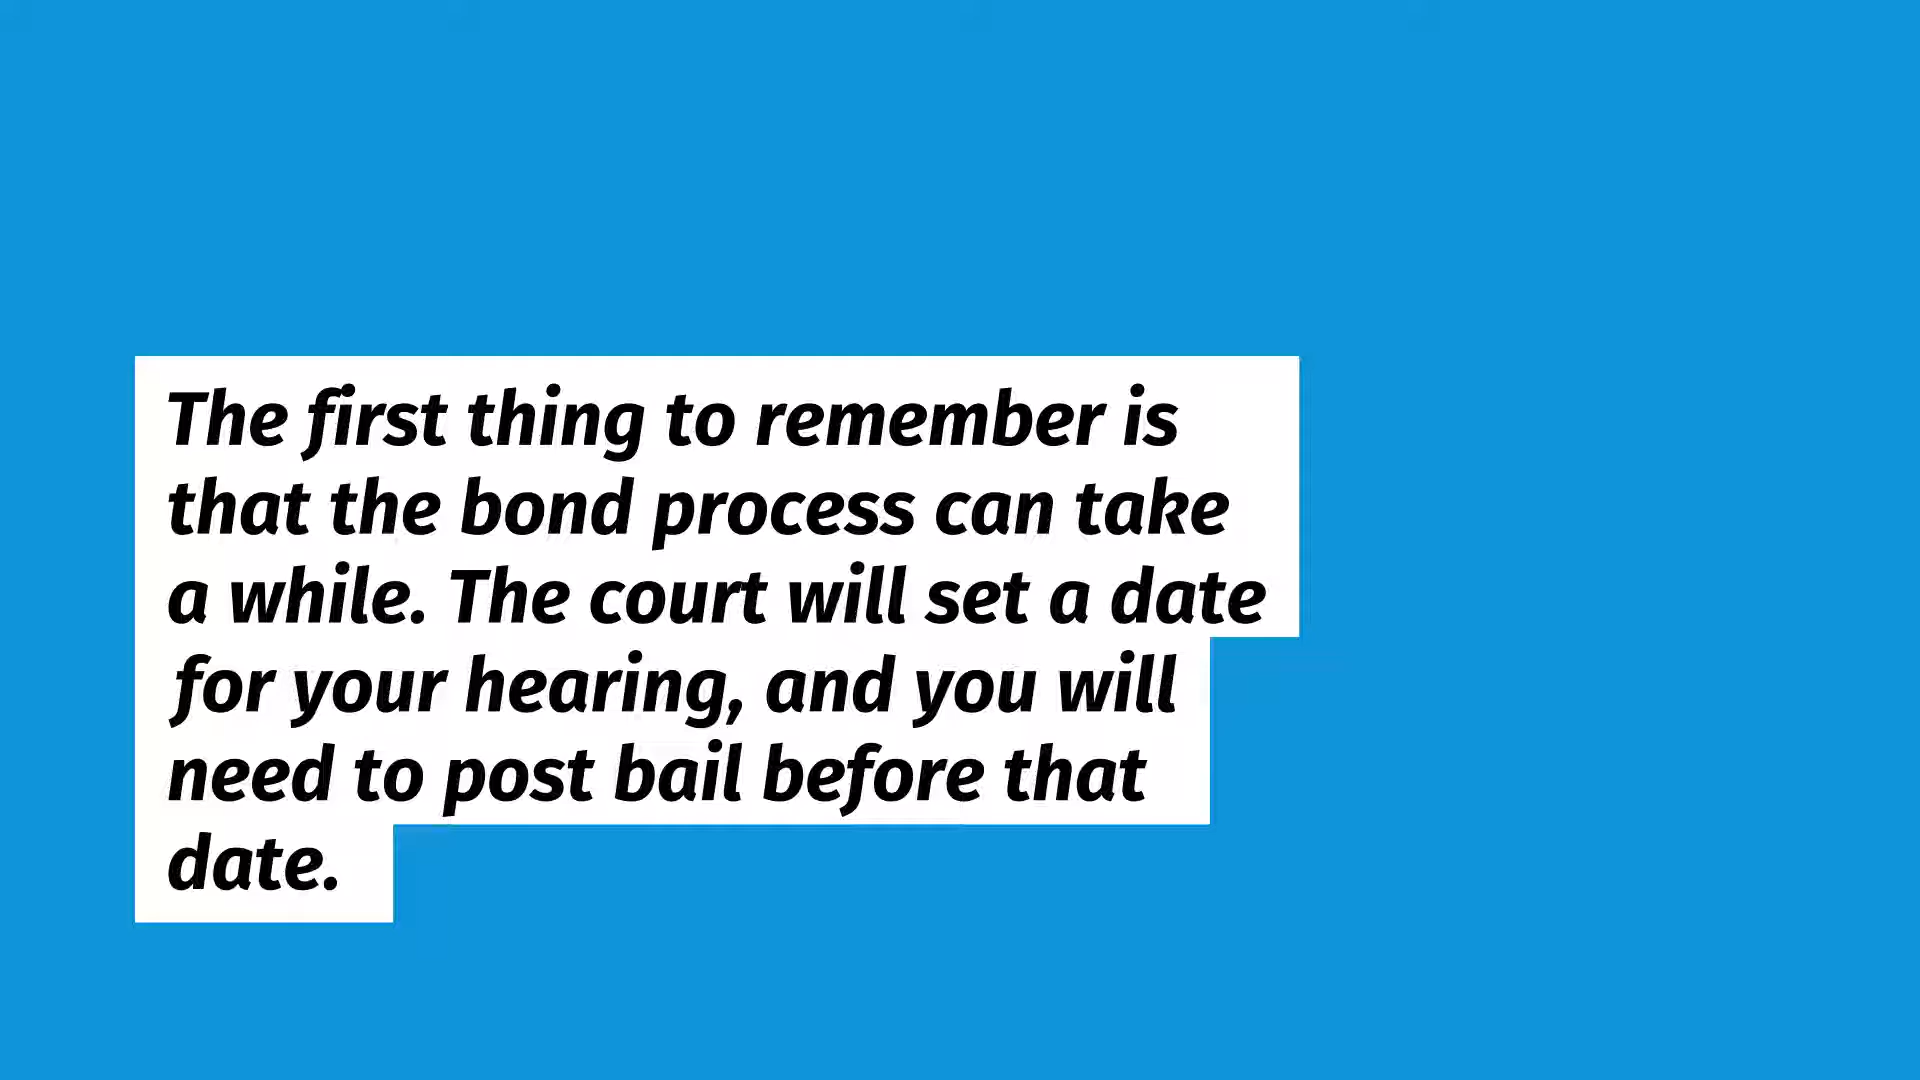 The first thing to remember is
that the bond process can take
a while. The court will set a date
for your hearing, and you will
need to post bail before that
date.